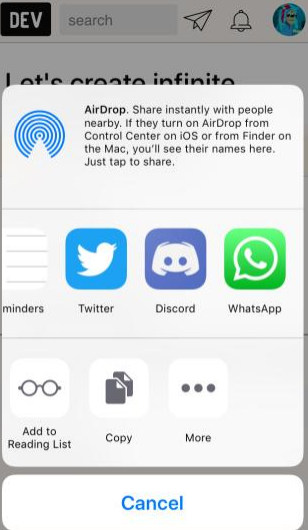 DEV
search
Let's create infinite
AirDrop. Share instantly with people
nearby. If they turn on AirDrop from
Control Center on iOS or from Finder on
the Mac, you'll see their names here.
Just tap to share.
minders
Twitter
Discord
WhatsApp
Add to
Reading List
Copy
More
Cancel